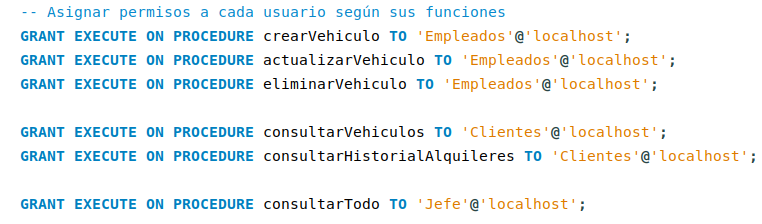 -- Asignar permisos a cada usuario según sus funciones
GRANT EXECUTE ON PROCEDURE crearVehiculo TO 'Empleados'@'localhost';
GRANT EXECUTE ON PROCEDURE actualizarVehiculo TO 'Empleados'@'localhost';
GRANT EXECUTE ON PROCEDURE eliminarVehiculo TO 'Empleados'@'localhost';
GRANT EXECUTE ON PROCEDURE consultarVehiculos TO 'Clientes'@'localhost';
GRANT EXECUTE ON PROCEDURE consultarHistorialAlquileres TO 'Clientes'@'localhost';
GRANT EXECUTE ON PROCEDURE consultarTodo TO 'Jefe'@'localhost';